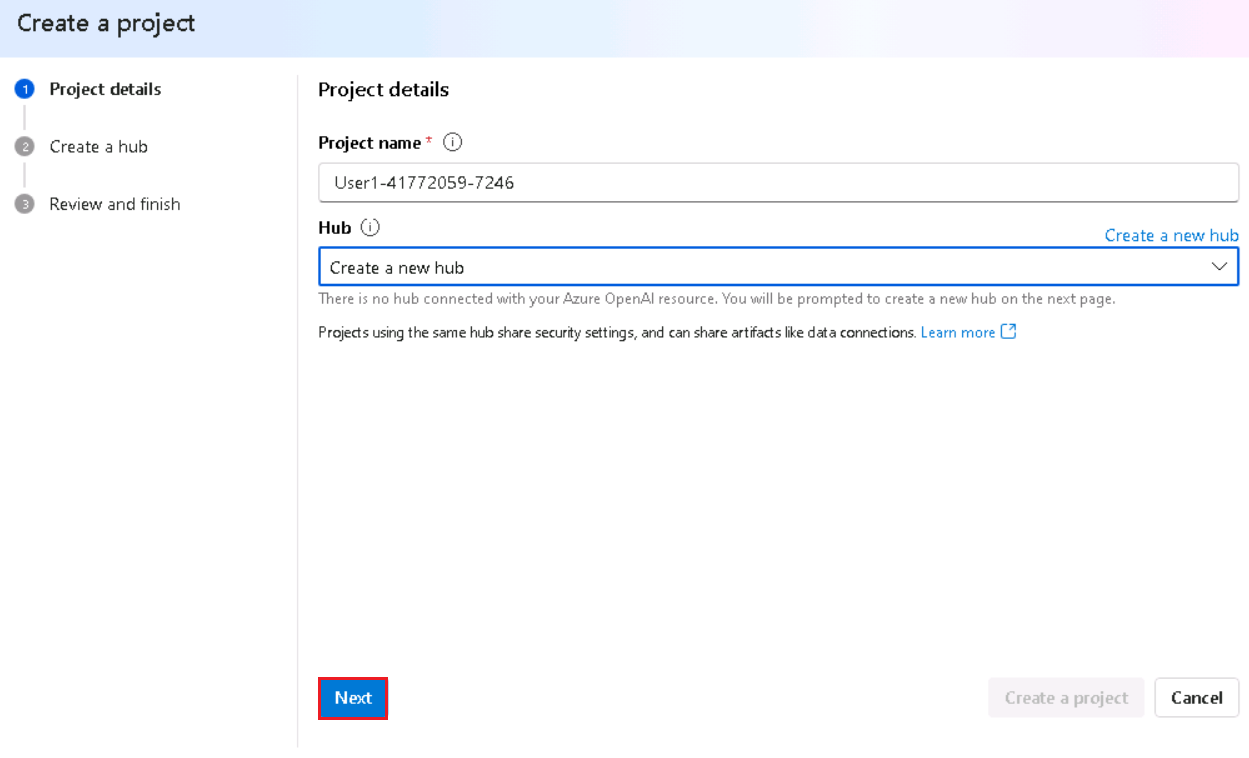 Create a project
1 Project details
2 Create a hub
3 Review and finish
Project details
Project name *
User1-41772059-7246
Hub
Create a new hub
Create a new hub
There is no hub connected with your Azure OpenAI resource. You will be prompted to create a new hub on the next page.
Projects using the same hub share security settings, and can share artifacts like data connections. Learn more
Next
Create a project
Cancel